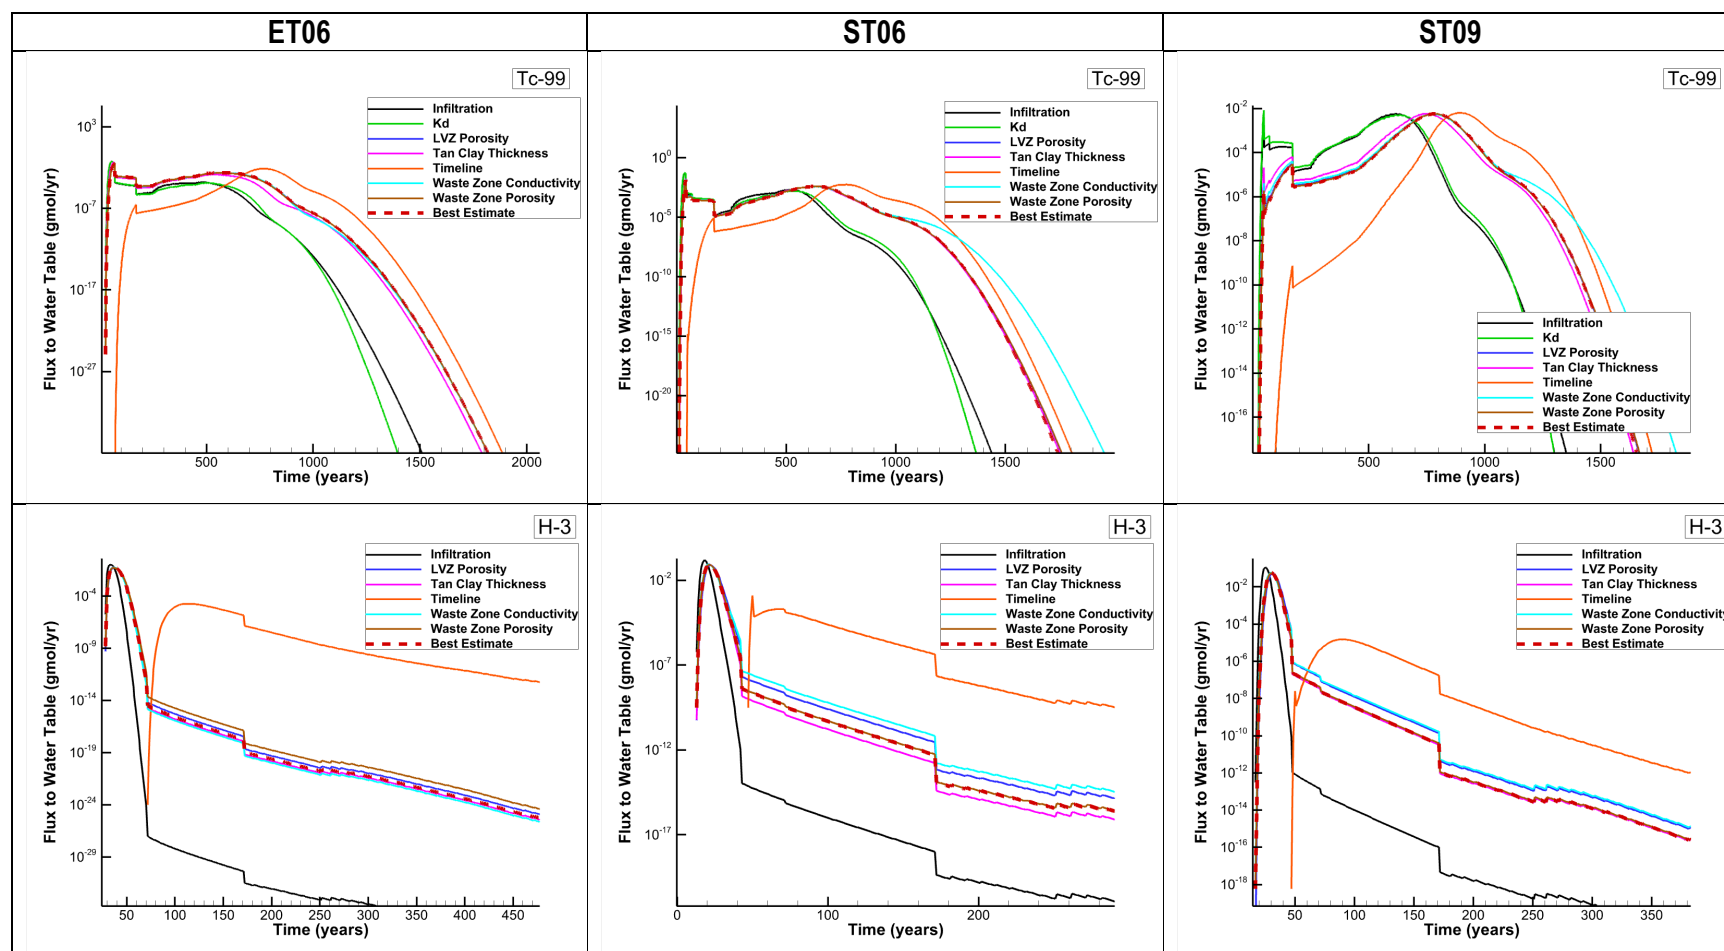 ET06
ST06
ST09
Tc-99
Infiltration
Kd
LVZ Porosity
Tan Clay Thickness
Timeline
Waste Zone Conductivity
Waste Zone Porosity
Best Estimate
Flux to Water Table (gmol/yr)
10^3
10^-7
10^-17
10^-27
500
1000
1500
2000
Time (years)
Tc-99
Infiltration
Kd
LVZ Porosity
Tan Clay Thickness
Timeline
Waste Zone Conductivity
Waste Zone Porosity
Best Estimate
Flux to Water Table (gmol/yr)
10^0
10^-5
10^-10
10^-15
10^-20
500
1000
1500
Time (years)
Tc-99
Flux to Water Table (gmol/yr)
10^-2
10^-4
10^-6
10^-8
10^-10
10^-12
10^-14
10^-16
Infiltration
Kd
LVZ Porosity
Tan Clay Thickness
Timeline
Waste Zone Conductivity
Waste Zone Porosity
Best Estimate
500
1000
1500
Time (years)
H-3
Infiltration
LVZ Porosity
Tan Clay Thickness
Timeline
Waste Zone Conductivity
Waste Zone Porosity
Best Estimate
Flux to Water Table (gmol/yr)
10^-4
10^-9
10^-14
10^-19
10^-24
10^-29
50
100
150
200
250
300
350
400
450
Time (years)
H-3
Infiltration
LVZ Porosity
Tan Clay Thickness
Timeline
Waste Zone Conductivity
Waste Zone Porosity
Best Estimate
Flux to Water Table (gmol/yr)
10^-2
10^-7
10^-12
10^-17
0
100
200
Time (years)
H-3
Infiltration
LVZ Porosity
Tan Clay Thickness
Timeline
Waste Zone Conductivity
Waste Zone Porosity
Best Estimate
Flux to Water Table (gmol/yr)
10^-2
10^-4
10^-6
10^-8
10^-10
10^-12
10^-14
10^-16
10^-18
50
100
150
200
250
300
350
Time (years)